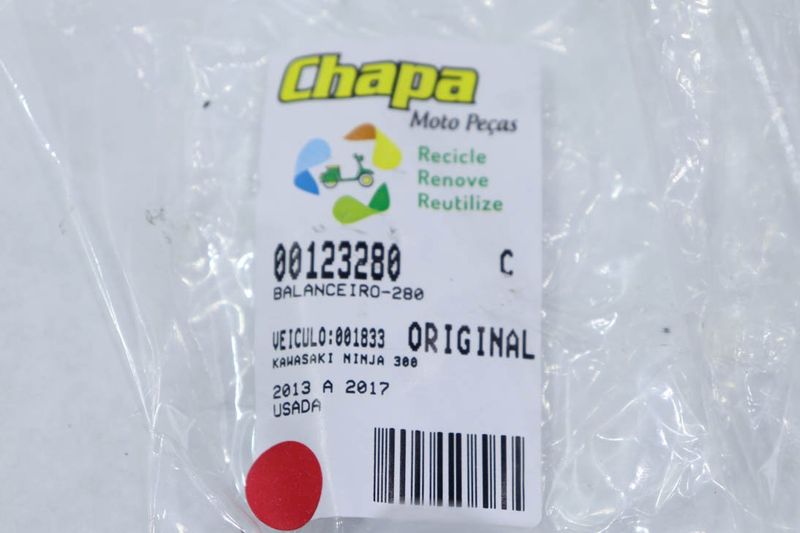 Chapa
Moto Peças
Recicle
Renove
Reutilize
00123280 C
BALANCEIRO-280
VEICULO:001833 ORIGINAL
KAWASAKI NINJA 300
2013 A 2017
USADA